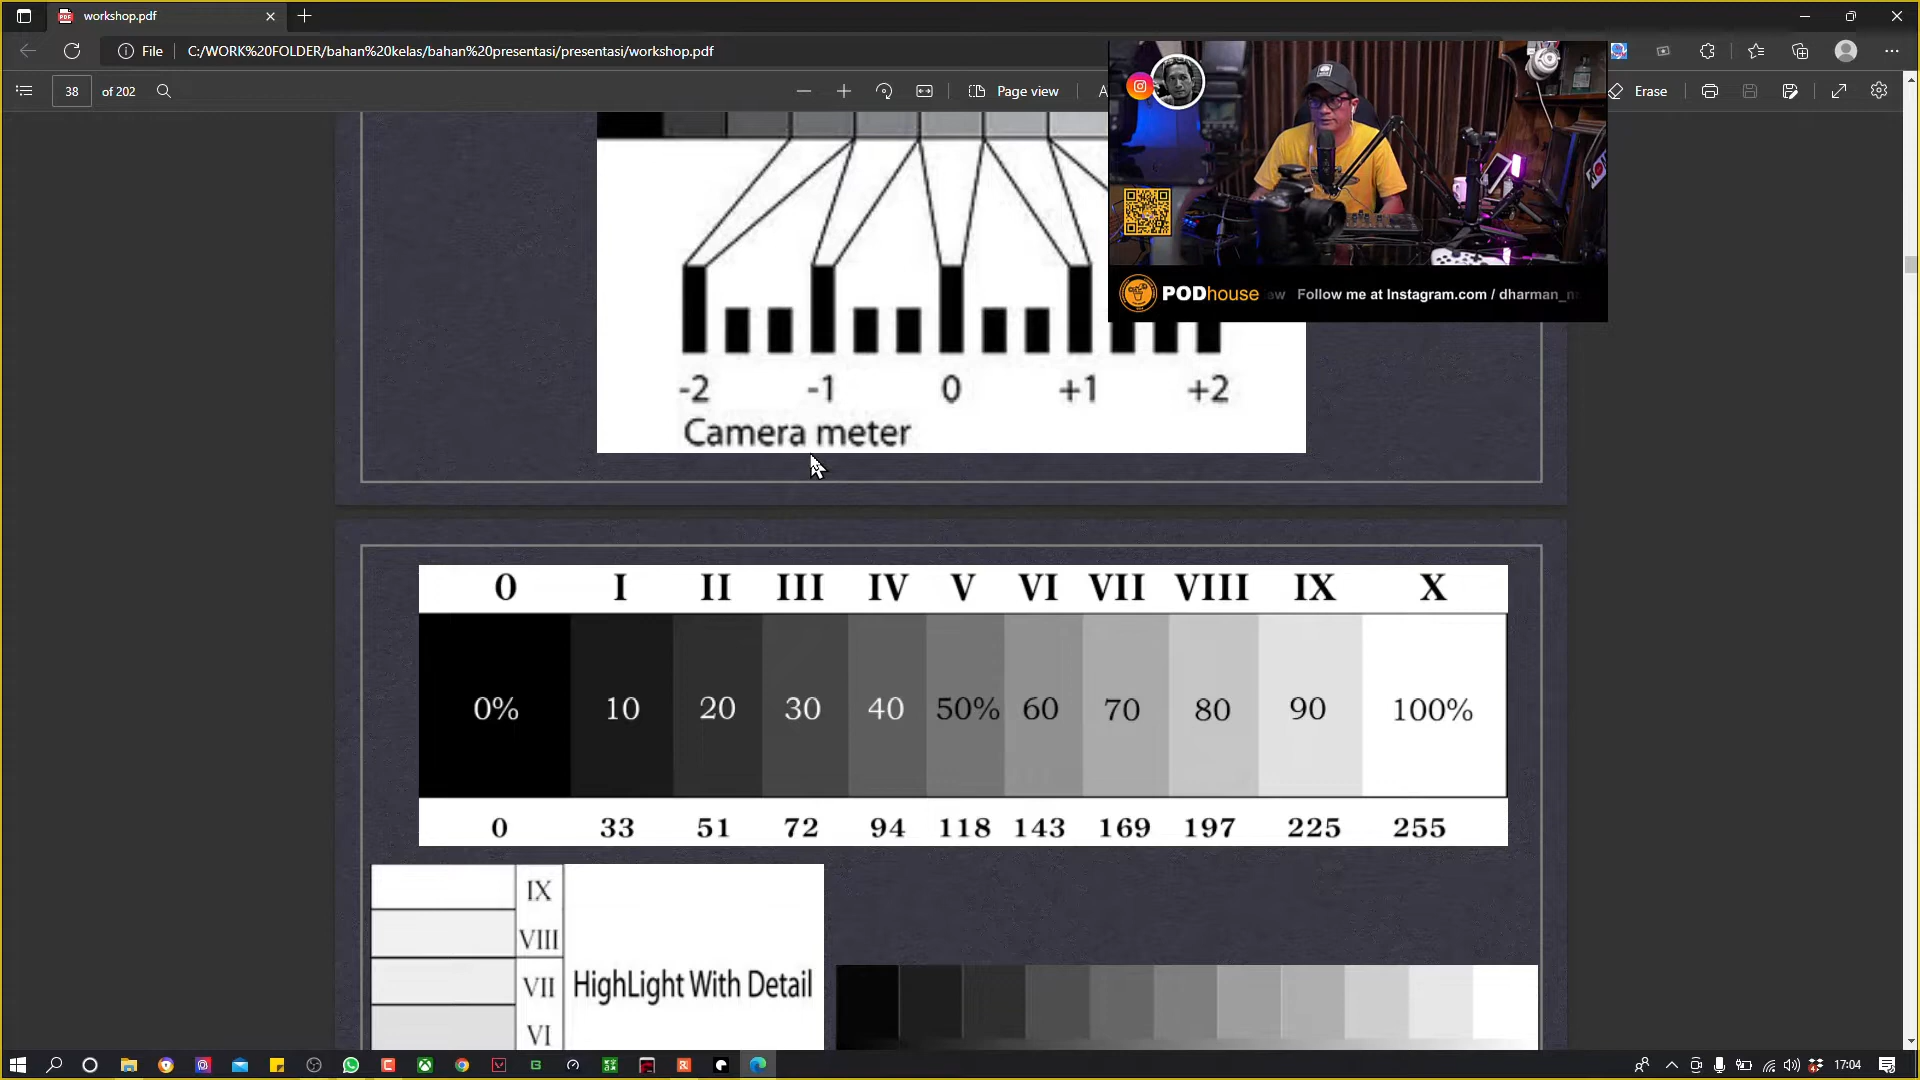 workshop.pdf
File
C:/WORK%20FOLDER/bahan%20kelas/bahan%20presentasi/presentasi/workshop.pdf
38 of 202
Page view
Erase
PODhouse
Follow me at Instagram.com / dharman_n
-2 -1 0 +1 +2
Camera meter
0 I II III IV V VI VII VIII IX X
0% 10 20 30 40 50% 60 70 80 90 100%
0 33 51 72 94 118 143 169 197 225 255
IX
VIII
VII HighLight With Detail
VI
17:04